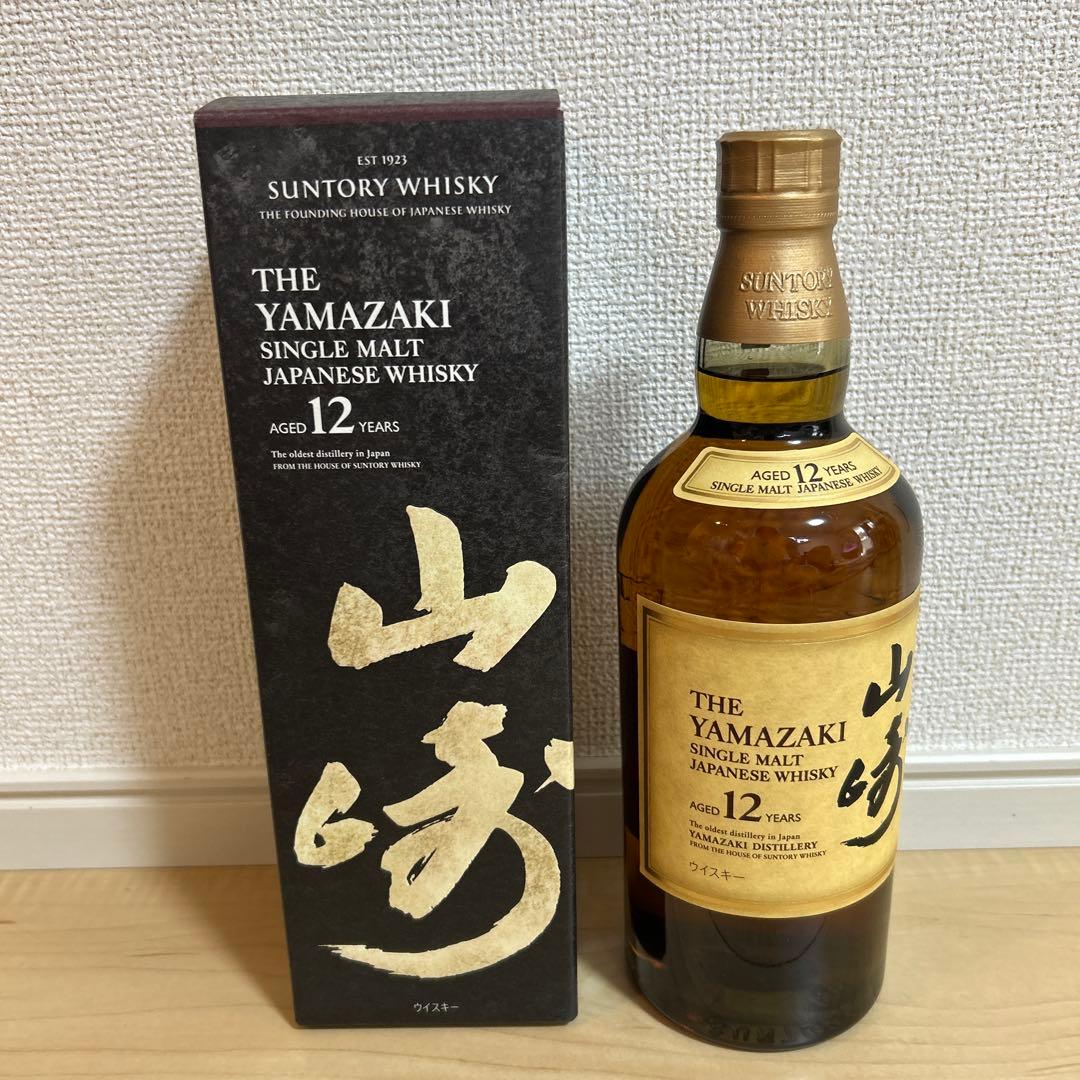 EST 1923
SUNTORY WHISKY
THE FOUNDING HOUSE OF JAPANESE WHISKY
THE
YAMAZAKI
SINGLE MALT
JAPANESE WHISKY
AGED 12 YEARS
The oldest distillery in Japan
FROM THE HOUSE OF SUNTORY WHISKY
山崎
ウイスキー
SUNTORY
WHISKY
AGED 12 YEARS
SINGLE MALT JAPANESE WHISKY
THE
YAMAZAKI
SINGLE MALT
JAPANESE WHISKY
AGED 12 YEARS
The oldest distillery in Japan
YAMAZAKI DISTILLERY
FROM THE HOUSE OF SUNTORY WHISKY
ウイスキー
山崎